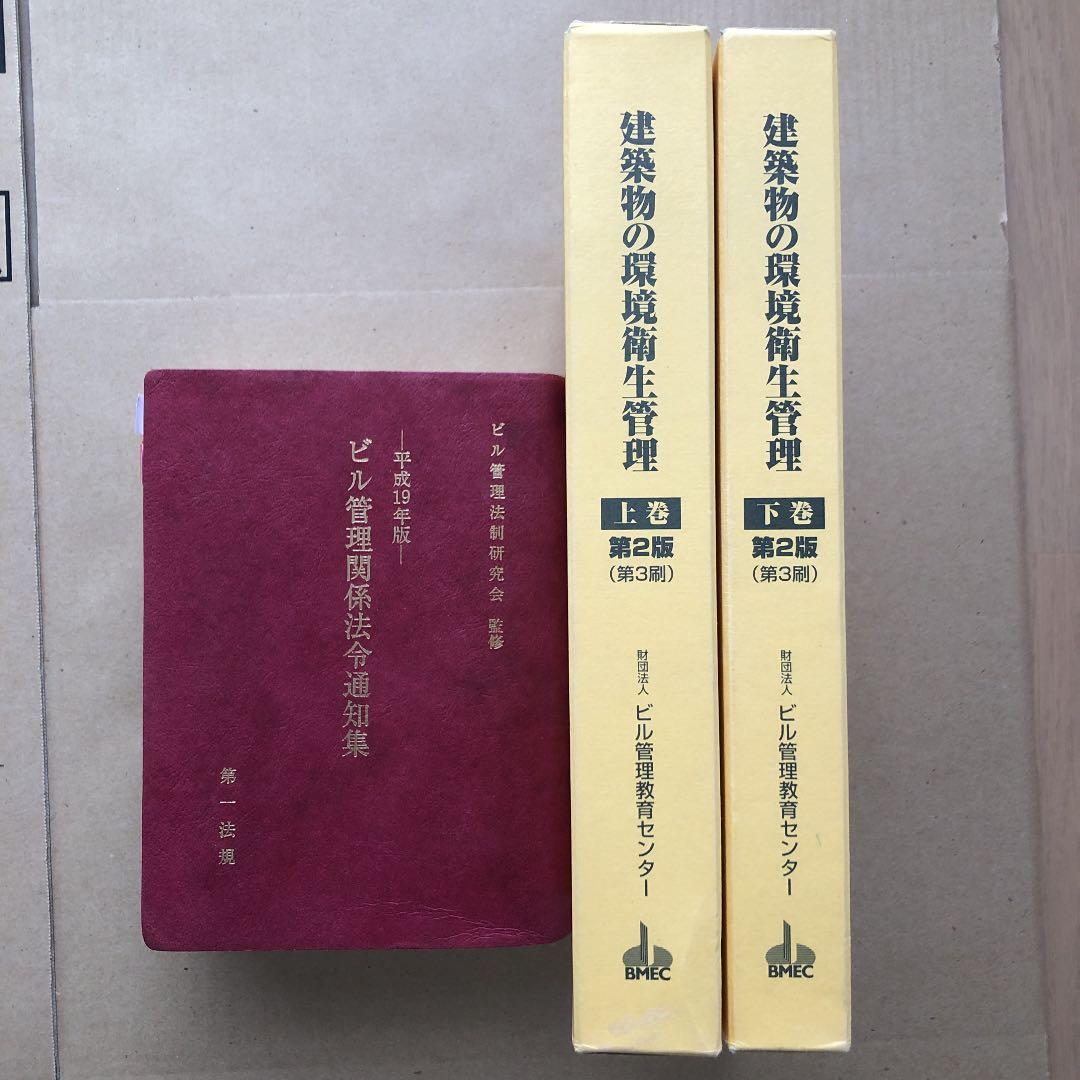 ビル管理法制研究会 監修
―平成19年版―
ビル管理関係法令通知集
第一法規
建築物の環境衛生管理
上巻
第2版
(第3刷)
財団法人 ビル管理教育センター
BMEC
建築物の環境衛生管理
下巻
第2版
(第3刷)
財団法人 ビル管理教育センター
BMEC